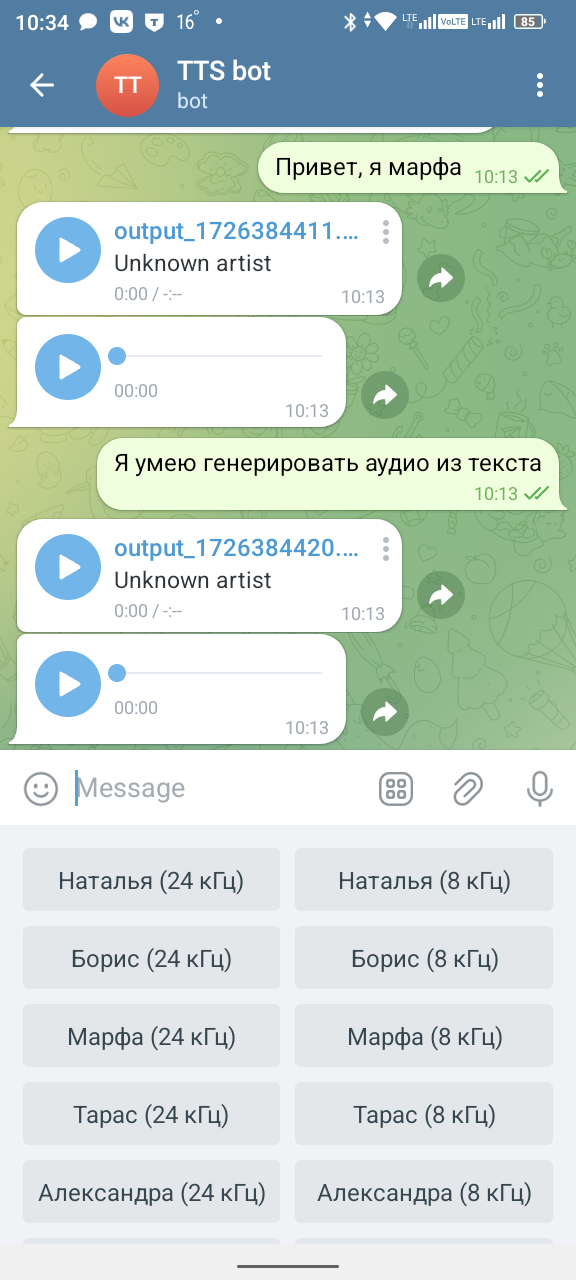 10:34
16°
LTE
VoLTE
LTE
85
TT
TTS bot
bot
Привет, я марфа 10:13
output_1726384411....
Unknown artist
0:00 / -:-- 10:13
00:00
10:13
Я умею генерировать аудио из текста
10:13
output_1726384420....
Unknown artist
0:00 / -:-- 10:13
00:00
10:13
Message
Наталья (24 кГц) Наталья (8 кГц)
Борис (24 кГц) Борис (8 кГц)
Марфа (24 кГц) Марфа (8 кГц)
Тарас (24 кГц) Тарас (8 кГц)
Александра (24 кГц) Александра (8 кГц)